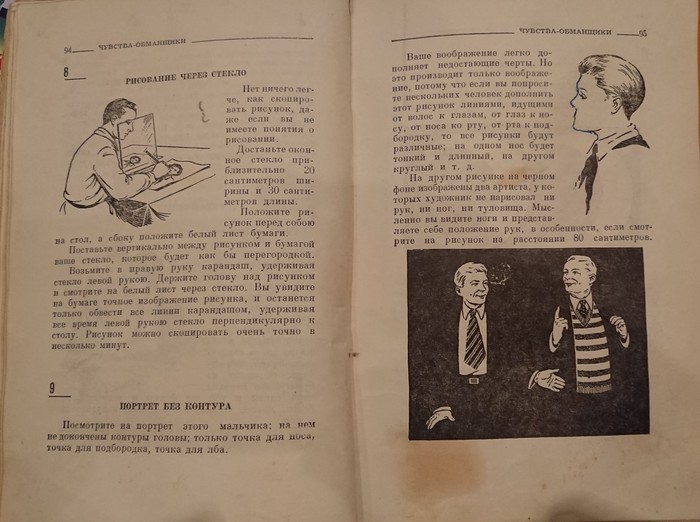 94 ЧУВСТВА-ОБМАНЩИКИ
8
РИСОВАНИЕ ЧЕРЕЗ СТЕКЛО
Нет ничего лег-
че, как скопиро-
вать рисунок, да-
же если вы не
имеете понятия о
рисовании.
Достаньте окон-
ное стекло при-
близительно 20
сантиметров ши-
рины и 30 санти-
метров длины.
Положите ри-
сунок перед собою
на стол, а сбоку положите белый лист бумаги.
Поставьте вертикально между рисунком и бумагой
ваше стекло, которое будет как бы перегородкой.
Возьмите в правую руку карандаш, удерживая
стекло левой рукою. Держите голову над рисунком
и смотрите на белый лист через стекло. Вы увидите
на бумаге точное изображение рисунка, и останется
только обвести все линии карандашом, удерживая
все время левой рукою стекло перпендикулярно к
столу. Рисунок можно скопировать очень точно в
несколько минут.
9
ПОРТРЕТ БЕЗ КОНТУРА
Посмотрите на портрет этого мальчика: на нем
не докончены контуры головы; только точка для носа,
точка для подбородка, точка для лба.
ЧУВСТВА-ОБМАНЩИКИ 95
Ваше воображение легко до-
полняет недостающие черты. Но
это производит только воображе-
ние, потому что если вы попроси-
те нескольких человек дополнить
этот рисунок линиями, идущими
от волос к глазам, от глаз к но-
су, от носа ко рту, от рта к под-
бородку, то все рисунки будут
различные; на одном нос будет
тонкий и длинный, на другом
круглый и т. д.
На другом рисунке на черном
фоне изображены два артиста, у ко-
торых художник не нарисовал ни
рук, ни ног, ни туловища. Мыс-
ленно вы видите ноги и представ-
ляете себе положение рук, в особенности, если смот-
рите на рисунок на расстоянии 80 сантиметров.